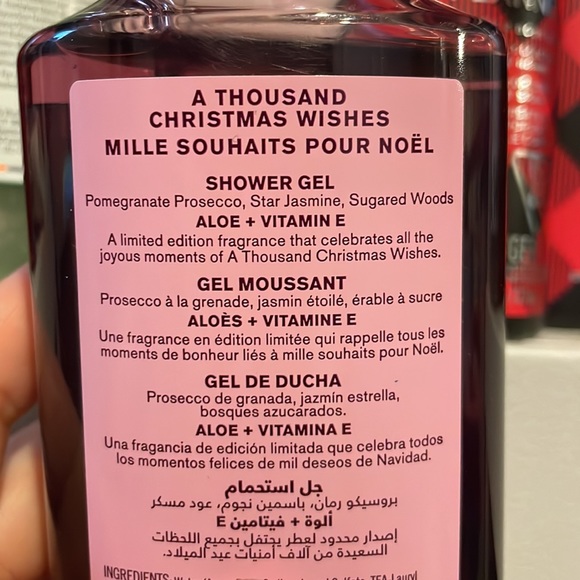 A THOUSAND
CHRISTMAS WISHES
MILLE SOUHAITS POUR NOËL
SHOWER GEL
Pomegranate Prosecco, Star Jasmine, Sugared Woods
ALOE + VITAMIN E
A limited edition fragrance that celebrates all the
joyous moments of A Thousand Christmas Wishes.
GEL MOUSSANT
Prosecco à la grenade, jasmin étoilé, érable à sucre
ALOÈS + VITAMINE E
Une fragrance en édition limitée qui rappelle tous les
moments de bonheur liés à mille souhaits pour Noël.
GEL DE DUCHA
Prosecco de granada, jazmín estrella,
bosques azucarados.
ALOE + VITAMINA E
Una fragancia de edición limitada que celebra todos
los momentos felices de mil deseos de Navidad.
جل استحمام
بروسيكو رمان، ياسمين نجوم، عود مسكر
ألوة + فيتامين E
إصدار محدود لعطر يحتفل بجميع اللحظات
السعيدة من آلاف أمنيات عيد الميلاد.
INGREDIENTS:
GEL